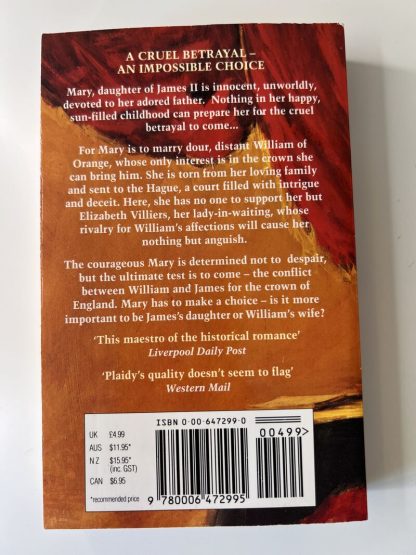 A CRUEL BETRAYAL –
AN IMPOSSIBLE CHOICE
Mary, daughter of James II is innocent, unworldly,
devoted to her adored father. Nothing in her happy,
sun-filled childhood can prepare her for the cruel
betrayal to come...
For Mary is to marry dour, distant William of
Orange, whose only interest is in the crown she
can bring him. She is torn from her loving family
and sent to the Hague, a court filled with intrigue
and deceit. Here, she has no one to support her but
Elizabeth Villiers, her lady-in-waiting, whose
rivalry for William's affections will cause her
nothing but anguish.
The courageous Mary is determined not to despair,
but the ultimate test is to come – the conflict
between William and James for the crown of
England. Mary has to make a choice – is it more
important to be James's daughter or William's wife?
'This maestro of the historical romance'
Liverpool Daily Post
'Plaidy's quality doesn't seem to flag'
Western Mail
ISBN 0-00-647299-0
00499>
UK £4.99
AUS $11.95*
NZ $15.95*
(inc. GST)
CAN $6.95
*recommended price
9 780006 472995